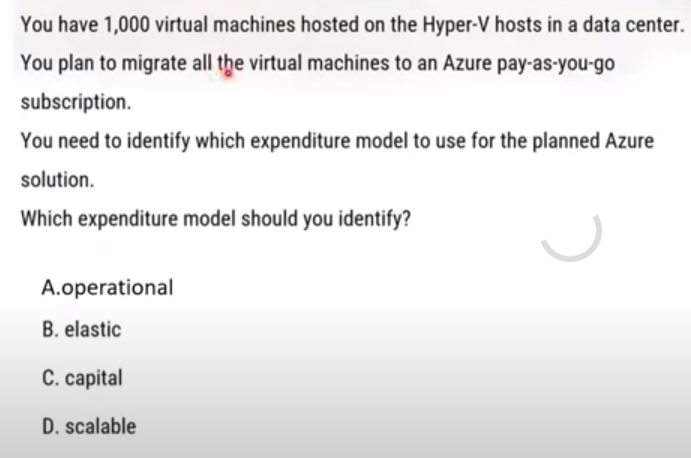 You have 1,000 virtual machines hosted on the Hyper-V hosts in a data center.
You plan to migrate all the virtual machines to an Azure pay-as-you-go
subscription.
You need to identify which expenditure model to use for the planned Azure
solution.
Which expenditure model should you identify?
A.operational
B. elastic
C. capital
D. scalable